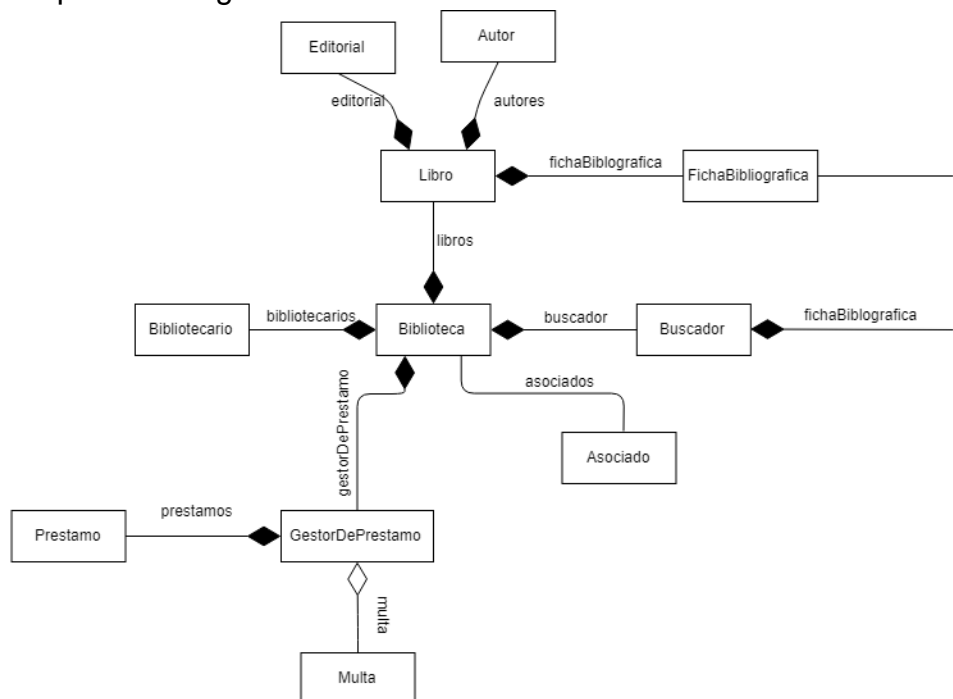 Editorial
Autor
editorial
autores
Libro
fichaBiblografica
FichaBibliografica
libros
Bibliotecario
bibliotecarios
Biblioteca
buscador
Buscador
fichaBiblografica
asociados
gestorDePrestamo
Asociado
Prestamo
prestamos
GestorDePrestamo
multa
Multa